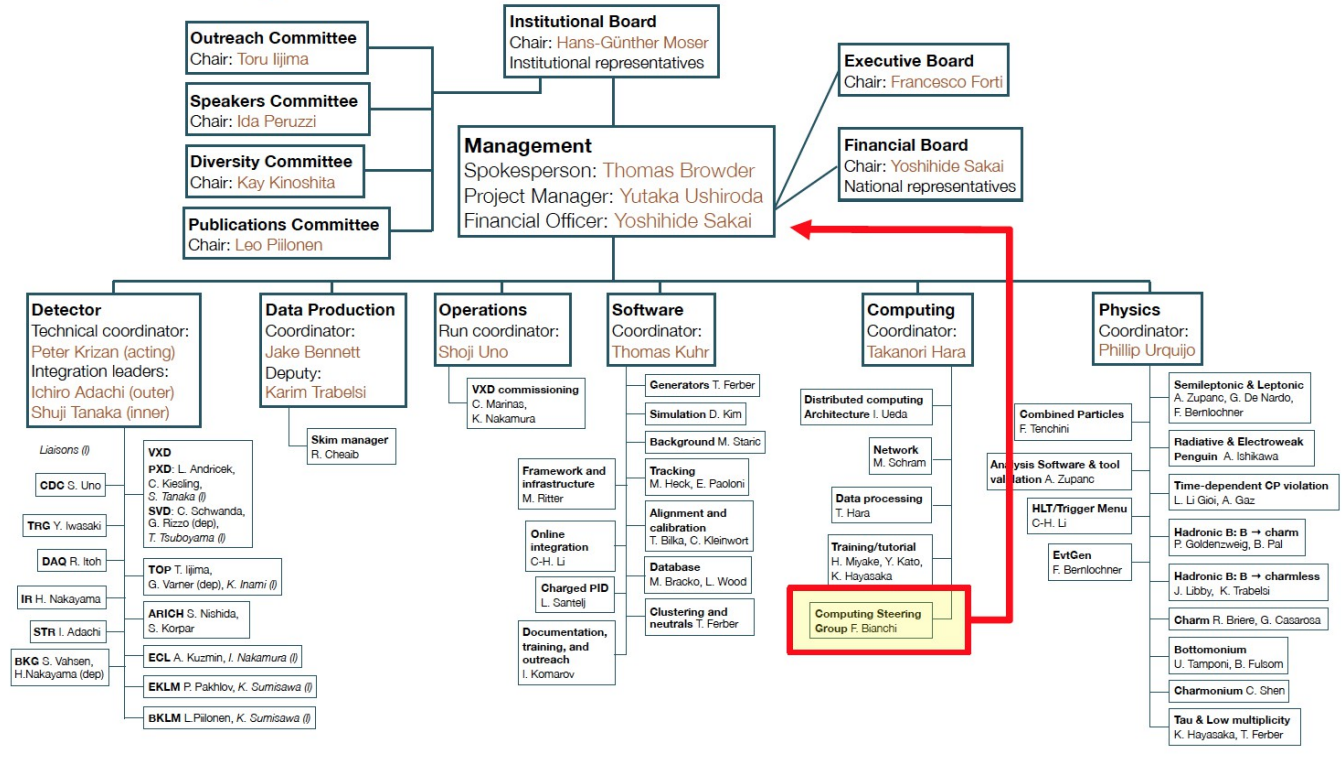 Outreach Committee
Chair: Toru Iijima
Speakers Committee
Chair: Ida Peruzzi
Diversity Committee
Chair: Kay Kinoshita
Publications Committee
Chair: Leo Piilonen
Institutional Board
Chair: Hans-Günther Moser
Institutional representatives
Executive Board
Chair: Francesco Forti
Financial Board
Chair: Yoshihide Sakai
National representatives
Management
Spokesperson: Thomas Browder
Project Manager: Yutaka Ushiroda
Financial Officer: Yoshihide Sakai
Detector
Technical coordinator:
Peter Krizan (acting)
Integration leaders:
Ichiro Adachi (outer)
Shuji Tanaka (inner)
Liaisons (l)
CDC S. Uno
TRG Y. Iwasaki
DAQ R. Itoh
IR H. Nakayama
STR I. Adachi
BKG S. Vahsen,
H.Nakayama (dep)
VXD
PXD: L. Andricek,
C. Kiesling,
S. Tanaka (l)
SVD: C. Schwanda,
G. Rizzo (dep),
T. Tsuboyama (l)
TOP T. Iijima,
G. Varner (dep), K. Inami (l)
ARICH S. Nishida,
S. Korpar
ECL A. Kuzmin, I. Nakamura (l)
EKLM P. Pakhlov, K. Sumisawa (l)
BKLM L.Piilonen, K. Sumisawa (l)
Data Production
Coordinator:
Jake Bennett
Deputy:
Karim Trabelsi
Skim manager
R. Cheaib
Operations
Run coordinator:
Shoji Uno
VXD commissioning
C. Marinas,
K. Nakamura
Software
Coordinator:
Thomas Kuhr
Generators T. Ferber
Simulation D. Kim
Background M. Staric
Tracking
M. Heck, E. Paoloni
Alignment and
calibration
T. Bilka, C. Kleinwort
Database
M. Bracko, L. Wood
Clustering and
neutrals T. Ferber
Framework and
infrastructure
M. Ritter
Online
integration
C-H. Li
Charged PID
L. Santelj
Documentation,
training, and
outreach
I. Komarov
Computing
Coordinator:
Takanori Hara
Distributed computing
Architecture I. Ueda
Network
M. Schram
Data processing
T. Hara
Training/tutorial
H. Miyake, Y. Kato,
K. Hayasaka
Computing Steering
Group F. Bianchi
Physics
Coordinator:
Phillip Urquijo
Combined Particles
F. Tenchini
Analysis Software & tool
validation A. Zupanc
HLT/Trigger Menu
C-H. Li
EvtGen
F. Bernlochner
Semileptonic & Leptonic
A. Zupanc, G. De Nardo,
F. Bernlochner
Radiative & Electroweak
Penguin A. Ishikawa
Time-dependent CP violation
L. Li Gioi, A. Gaz
Hadronic B: B → charm
P. Goldenzweig, B. Pal
Hadronic B: B → charmless
J. Libby, K. Trabelsi
Charm R. Briere, G. Casarosa
Bottomonium
U. Tamponi, B. Fulsom
Charmonium C. Shen
Tau & Low multiplicity
K. Hayasaka, T. Ferber